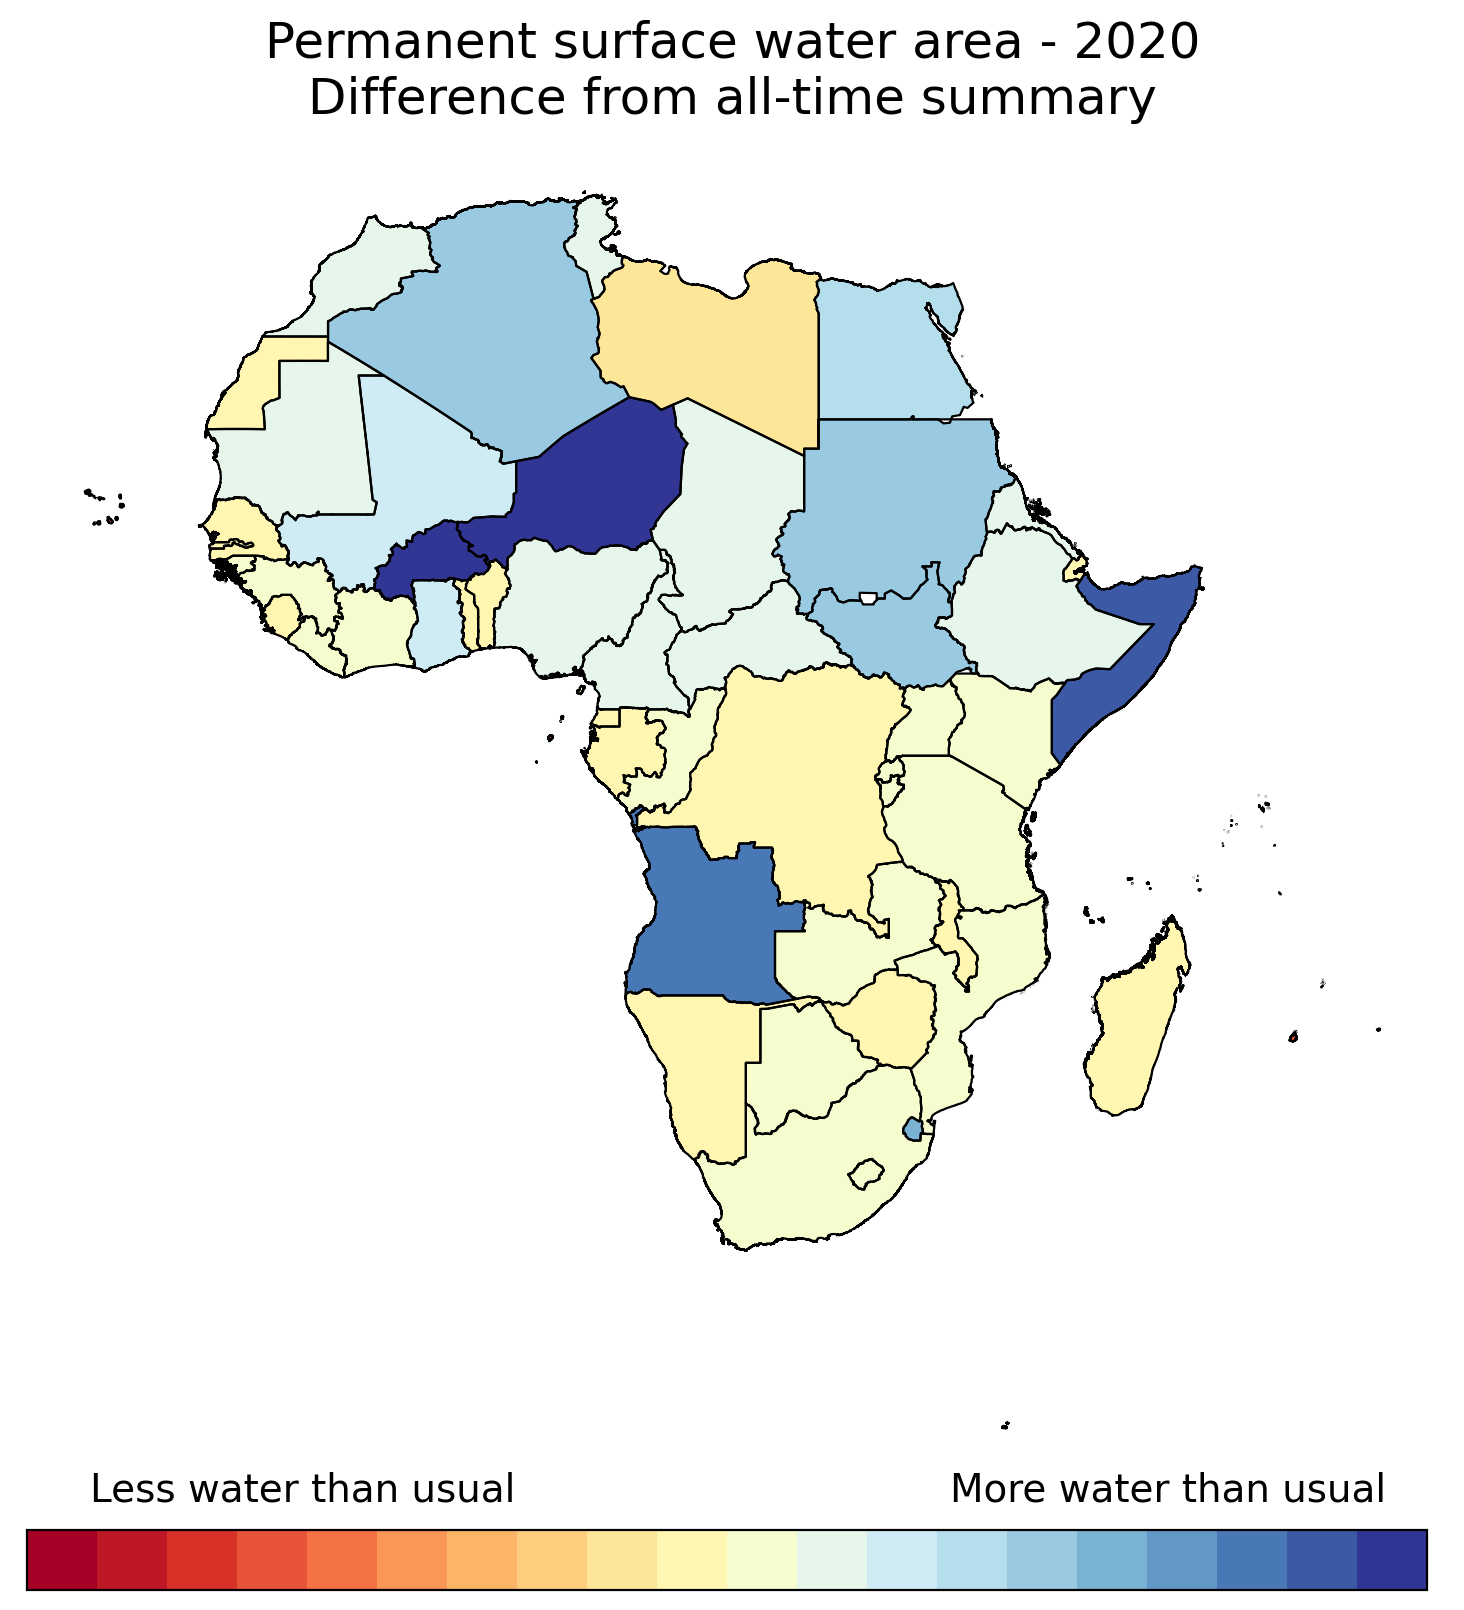 Permanent surface water area - 2020
Difference from all-time summary
Less water than usual
More water than usual